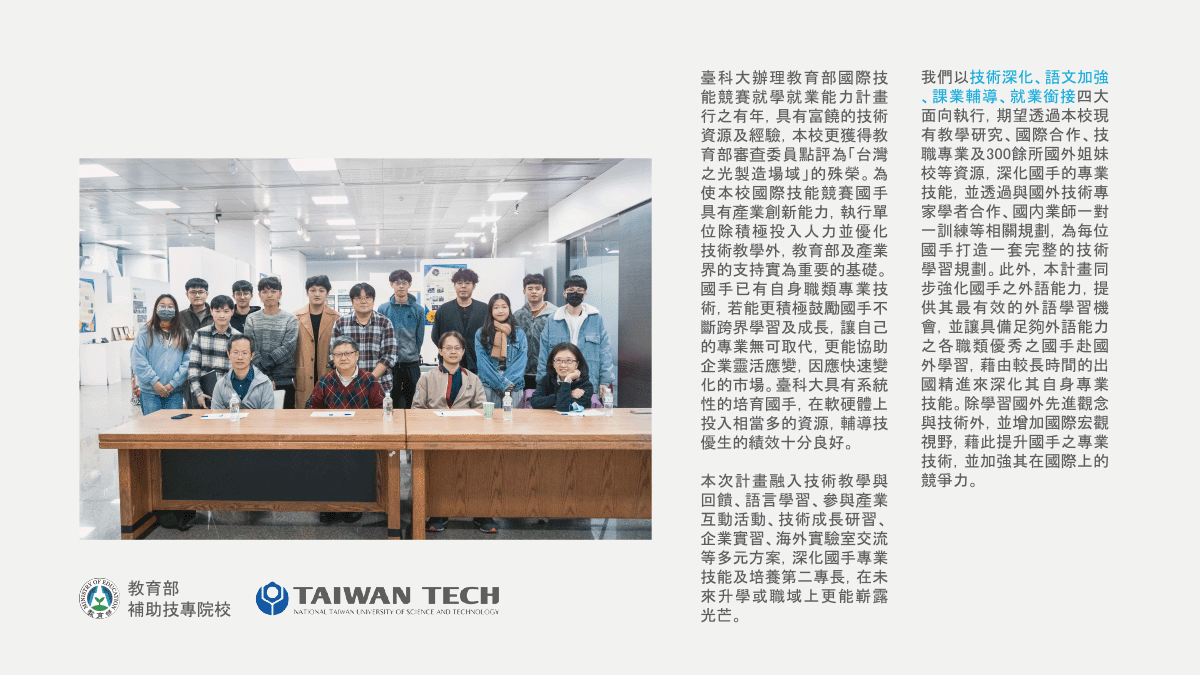 臺科大辦理教育部國際技
能競賽就學就業能力計畫
行之有年，具有富饒的技術
資源及經驗，本校更獲得教
育部審查委員點評為「台灣
之光製造場域」的殊榮。為
使本校國際技能競賽國手
具有產業創新能力，執行單
位除積極投入人力並優化
技術教學外，教育部及產業
界的支持實為重要的基礎。
國手已有自身職類專業技
術，若能更積極鼓勵國手不
斷跨界學習及成長，讓自己
的專業無可取代，更能協助
企業靈活應變，因應快速變
化的市場。臺科大具有系統
性的培育國手，在軟硬體上
投入相當多的資源，輔導技
優生的績效十分良好。
本次計畫融入技術教學與
回饋、語言學習、參與產業
互動活動、技術成長研習、
企業實習、海外實驗室交流
等多元方案，深化國手專業
技能及培養第二專長，在未
來升學或職域上更能嶄露
光芒。
我們以技術深化、語文加強
、課業輔導、就業銜接四大
面向執行，期望透過本校現
有教學研究、國際合作、技
職專業及300餘所國外姐妹
校等資源，深化國手的專業
技能，並透過與國外技術專
家學者合作、國內業師一對
一訓練等相關規劃，為每位
國手打造一套完整的技術
學習規劃。此外，本計畫同
步強化國手之外語能力，提
供其最有效的外語學習機
會，並讓具備足夠外語能力
之各職類優秀之國手赴國
外學習，藉由較長時間的出
國精進來深化其自身專業
技能。除學習國外先進觀念
與技術外，並增加國際宏觀
視野，藉此提升國手之專業
技術，並加強其在國際上的
競爭力。
MINISTRY OF EDUCATION
教育部
教育部
補助技專院校
TAIWAN TECH
NATIONAL TAIWAN UNIVERSITY OF SCIENCE AND TECHNOLOGY